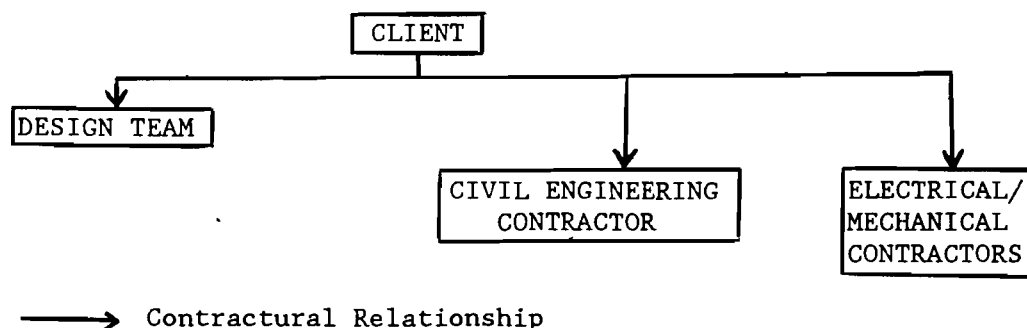 CLIENT
DESIGN TEAM
CIVIL ENGINEERING
CONTRACTOR
ELECTRICAL/
MECHANICAL
CONTRACTORS
Contractural Relationship